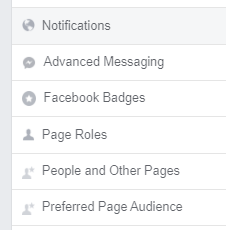 Notifications
Advanced Messaging
Facebook Badges
Page Roles
People and Other Pages
Preferred Page Audience